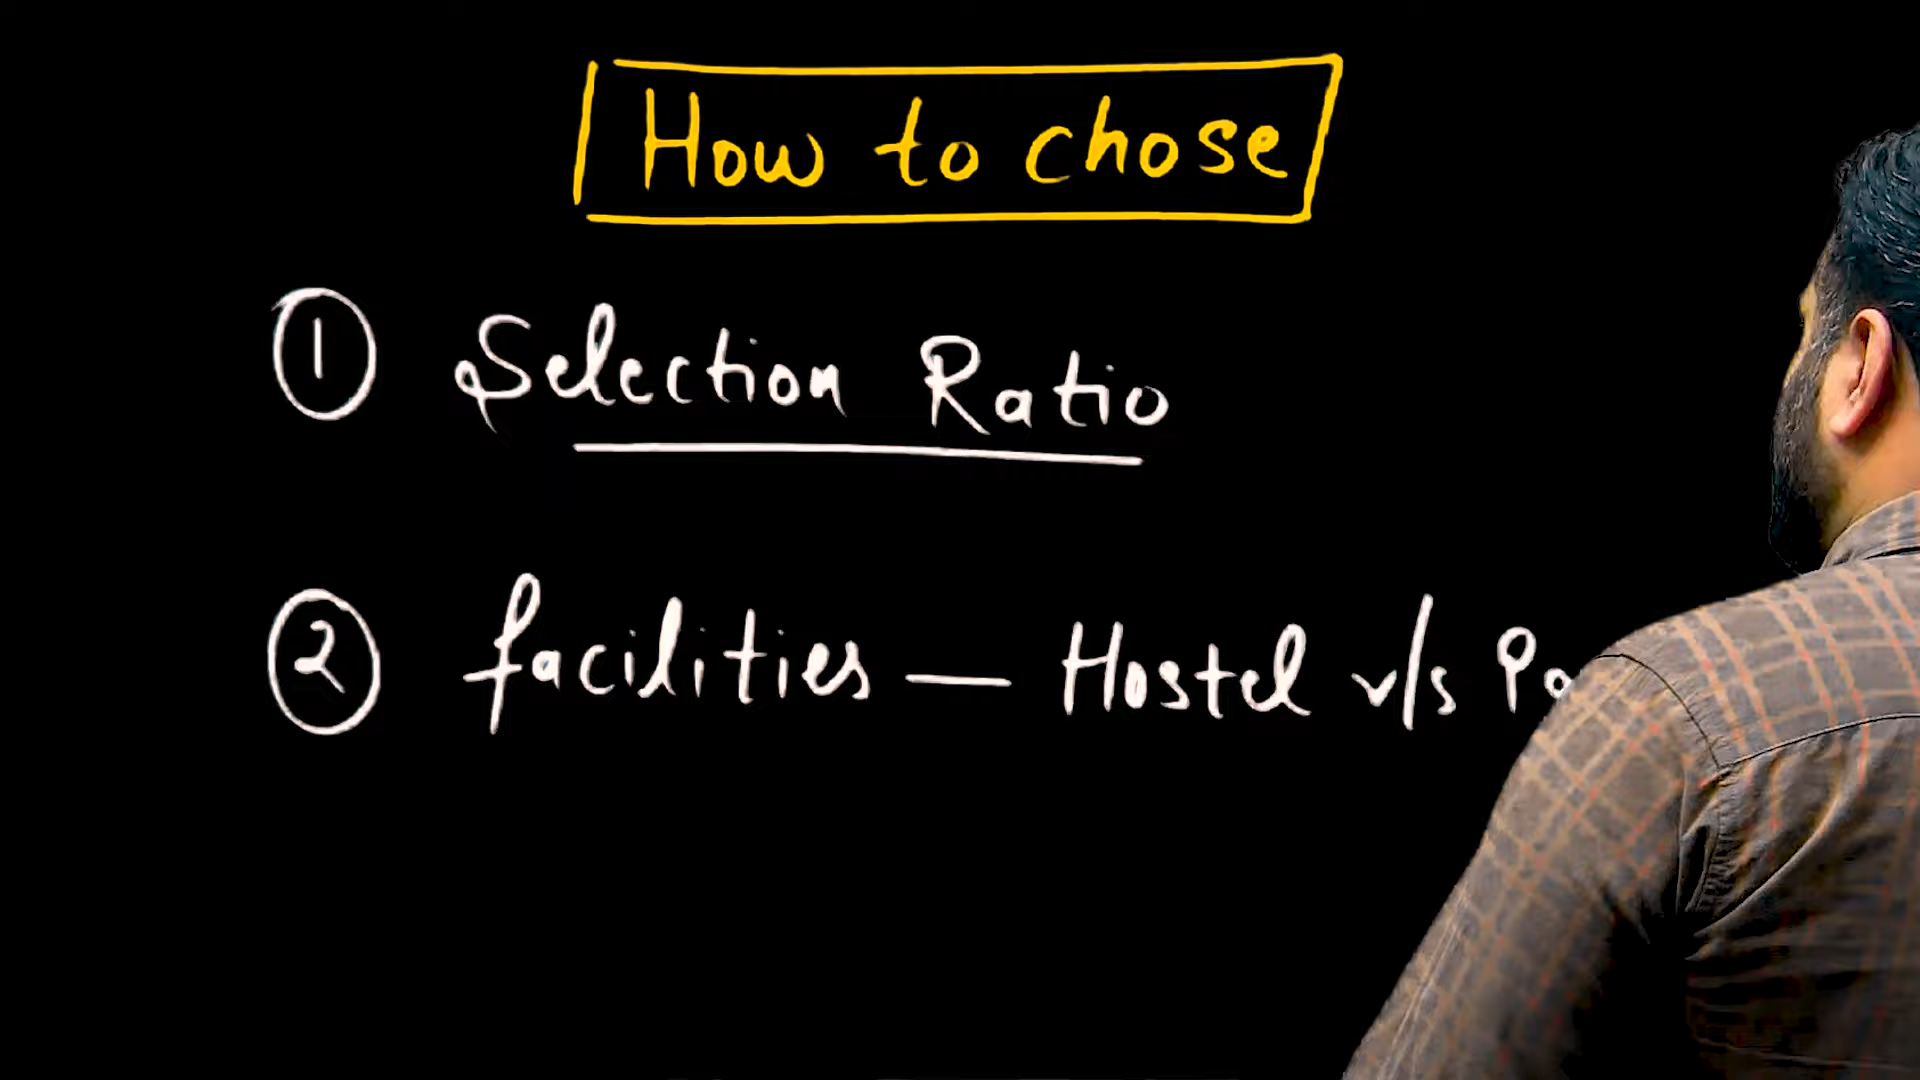 How to chose
1 Selection Ratio
2 facilities — Hostel v/s